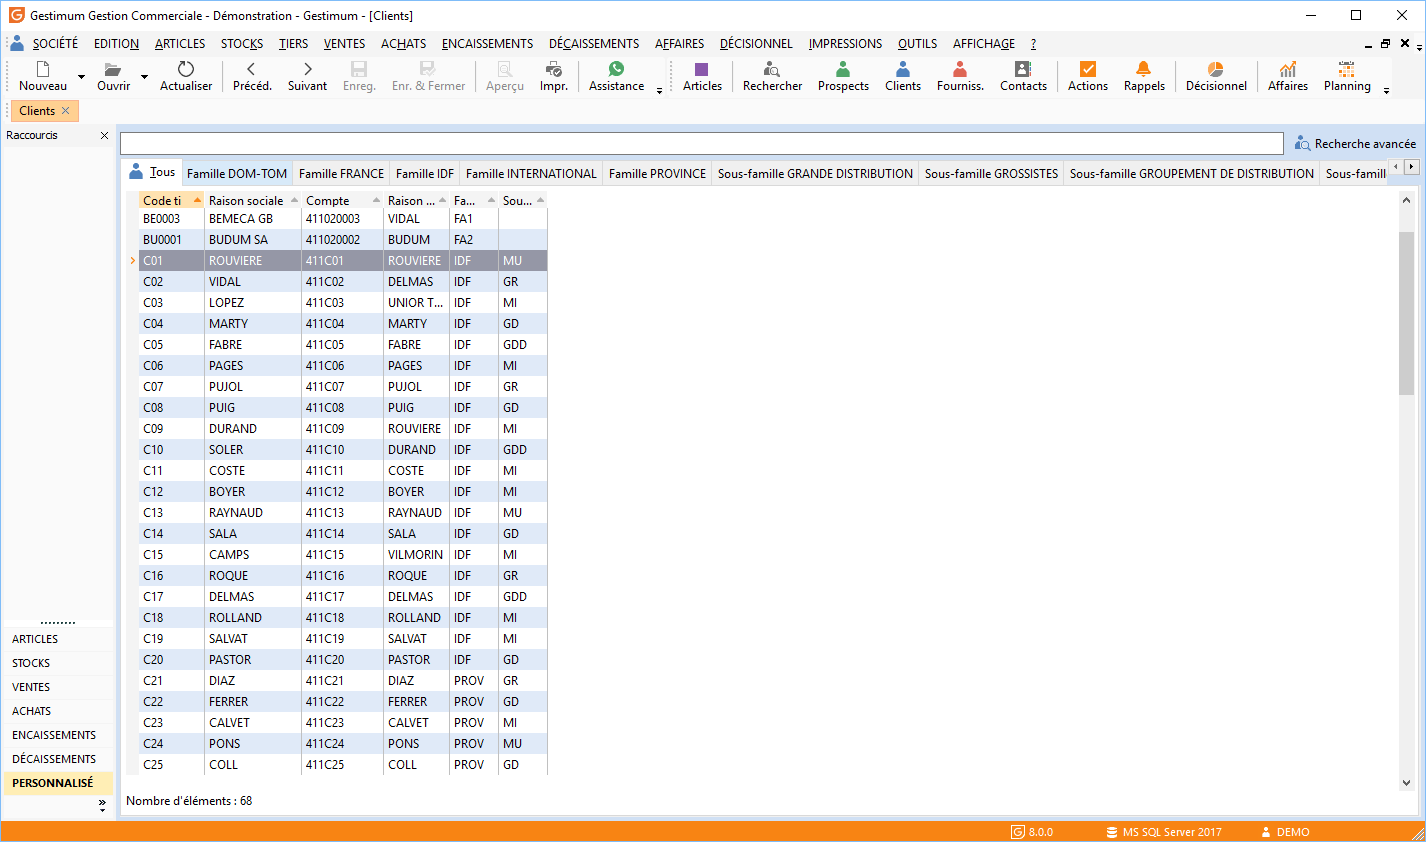 Gestimum Gestion Commerciale - Démonstration - Gestimum - [Clients]
SOCIÉTÉ EDITION ARTICLES STOCKS TIERS VENTES ACHATS ENCAISSEMENTS DÉCAISSEMENTS AFFAIRES DÉCISIONNEL IMPRESSIONS OUTILS AFFICHAGE ?
Nouveau Ouvrir Actualiser Précéd. Suivant Enreg. Enr. & Fermer Aperçu Impr. Assistance Articles Rechercher Prospects Clients Fourniss. Contacts Actions Rappels Décisionnel Affaires Planning
Clients
Raccourcis
Recherche avancée
Tous Famille DOM-TOM Famille FRANCE Famille IDF Famille INTERNATIONAL Famille PROVINCE Sous-famille GRANDE DISTRIBUTION Sous-famille GROSSISTES Sous-famille GROUPEMENT DE DISTRIBUTION Sous-famill
Code ti Raison sociale Compte Raison ... Fa... Sou...
BE0003 BEMECA GB 411020003 VIDAL FA1
BU0001 BUDUM SA 411020002 BUDUM FA2
C01 ROUVIERE 411C01 ROUVIERE IDF MU
C02 VIDAL 411C02 DELMAS IDF GR
C03 LOPEZ 411C03 UNIOR T... IDF MI
C04 MARTY 411C04 MARTY IDF GD
C05 FABRE 411C05 FABRE IDF GDD
C06 PAGES 411C06 PAGES IDF MI
C07 PUJOL 411C07 PUJOL IDF GR
C08 PUIG 411C08 PUIG IDF GD
C09 DURAND 411C09 ROUVIERE IDF MI
C10 SOLER 411C10 DURAND IDF GDD
C11 COSTE 411C11 COSTE IDF MI
C12 BOYER 411C12 BOYER IDF MI
C13 RAYNAUD 411C13 RAYNAUD IDF MU
C14 SALA 411C14 SALA IDF GD
C15 CAMPS 411C15 VILMORIN IDF MI
C16 ROQUE 411C16 ROQUE IDF GR
C17 DELMAS 411C17 DELMAS IDF GDD
C18 ROLLAND 411C18 ROLLAND IDF MI
C19 SALVAT 411C19 SALVAT IDF MI
C20 PASTOR 411C20 PASTOR IDF GD
C21 DIAZ 411C21 DIAZ PROV GR
C22 FERRER 411C22 FERRER PROV GD
C23 CALVET 411C23 CALVET PROV MI
C24 PONS 411C24 PONS PROV MU
C25 COLL 411C25 COLL PROV GD
ARTICLES
STOCKS
VENTES
ACHATS
ENCAISSEMENTS
DÉCAISSEMENTS
PERSONNALISÉ
Nombre d'éléments : 68
8.0.0 MS SQL Server 2017 DEMO